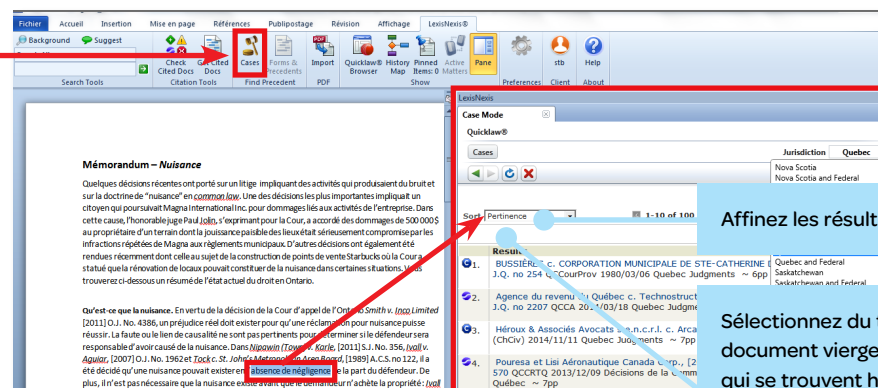 Fichier Accueil Insertion Mise en page Références Publipostage Révision Affichage LexisNexis®
Background Suggest
Check Cited Docs
Get Cited Docs
Cases
Forms & Precedents
Import
Quicklaw® Browser
History Map
Pinned Items: 0
Active Matters
Pane
stb
Help
Search Tools Citation Tools Find Precedent PDF Show Preferences Client About
Mémorandum – Nuisance
Quelques décisions récentes ont porté sur un litige impliquant des activités qui produisaient du bruit et
sur la doctrine de "nuisance" en common law. Une des décisions les plus importantes impliquait un
citoyen qui poursuivait Magna International Inc. pour dommages liés aux activités de l'entreprise. Dans
cette cause, l'honorable juge Paul Jolin, s'exprimant pour la Cour, a accordé des dommages de 500 000 $
au propriétaire d'un terrain dont la jouissance paisible des lieux était sérieusement compromise par les
infractions répétées de Magna aux règlements municipaux. D'autres décisions ont également été
rendues récemment dont celle au sujet de la construction de points de vente Starbucks où la Cour a
statué que la rénovation de locaux pouvait constituer de la nuisance dans certaines situations. Vous
trouverez ci-dessous un résumé de l'état actuel du droit en Ontario.
Qu'est-ce que la nuisance. En vertu de la décision de la Cour d'appel de l'Ontario Smith v. Inco Limited
[2011] O.J. No. 4386, un préjudice réel doit exister pour qu'une réclamation pour nuisance puisse
réussir. La faute ou le lien de causalité ne sont pas pertinents pour déterminer si le défendeur sera
responsable d'avoir causé de la nuisance. Dans Nipawin (Town) v. Karle, [2011] S.J. No. 356, Ivall v.
Aguiar, [2007] O.J. No. 1962 et Tock c. St. John's Metropolitan Area Board, [1989] A.C.S. no 122, il a
été décidé qu'une nuisance pouvait exister en absence de négligence de la part du défendeur. De
plus, il n'est pas nécessaire que la nuisance existe avant que le demandeur n'achète la propriété : Ivall
LexisNexis
Case Mode
Quicklaw®
Cases
Jurisdiction Quebec
Nova Scotia
Nova Scotia and Federal
Sort Pertinence 1-10 of 100
Affinez les résult
Results
Quebec and Federal
Saskatchewan
Saskatchewan and Federal
1. BUSSIÈRES c. CORPORATION MUNICIPALE DE STE-CATHERINE
J.Q. no 254 QCCourProv 1980/03/06 Quebec Judgments ~ 6pp
2. Agence du revenu du Québec c. Technostruct
J.Q. no 2207 QCCA 2014/03/18 Quebec Judgme
3. Héroux & Associés Avocats s.e.n.c.r.l. c. Arca
(ChCiv) 2014/11/11 Quebec Judgments ~ 7pp
4. Pouresa et Lisi Aéronautique Canada Corp., [2
570 QCCRTQ 2013/12/09 Décisions de la Comm
Québec ~ 7pp
Sélectionnez du
document vierge
qui se trouvent h